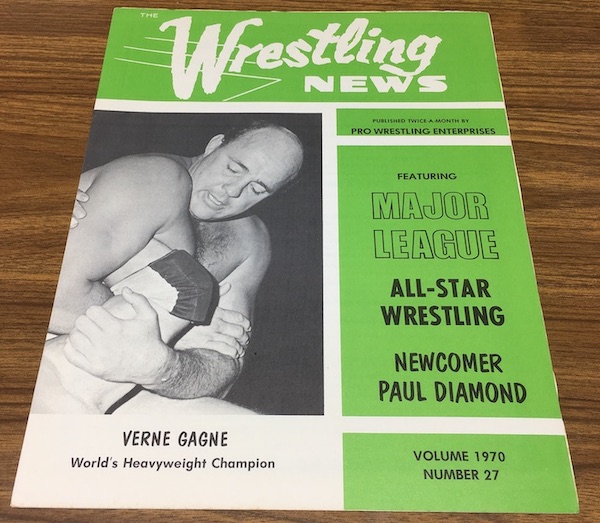 THE
Wrestling
NEWS
PUBLISHED TWICE-A-MONTH BY
PRO WRESTLING ENTERPRISES
FEATURING
MAJOR
LEAGUE
ALL-STAR
WRESTLING
NEWCOMER
PAUL DIAMOND
VERNE GAGNE
World's Heavyweight Champion
VOLUME 1970
NUMBER 27